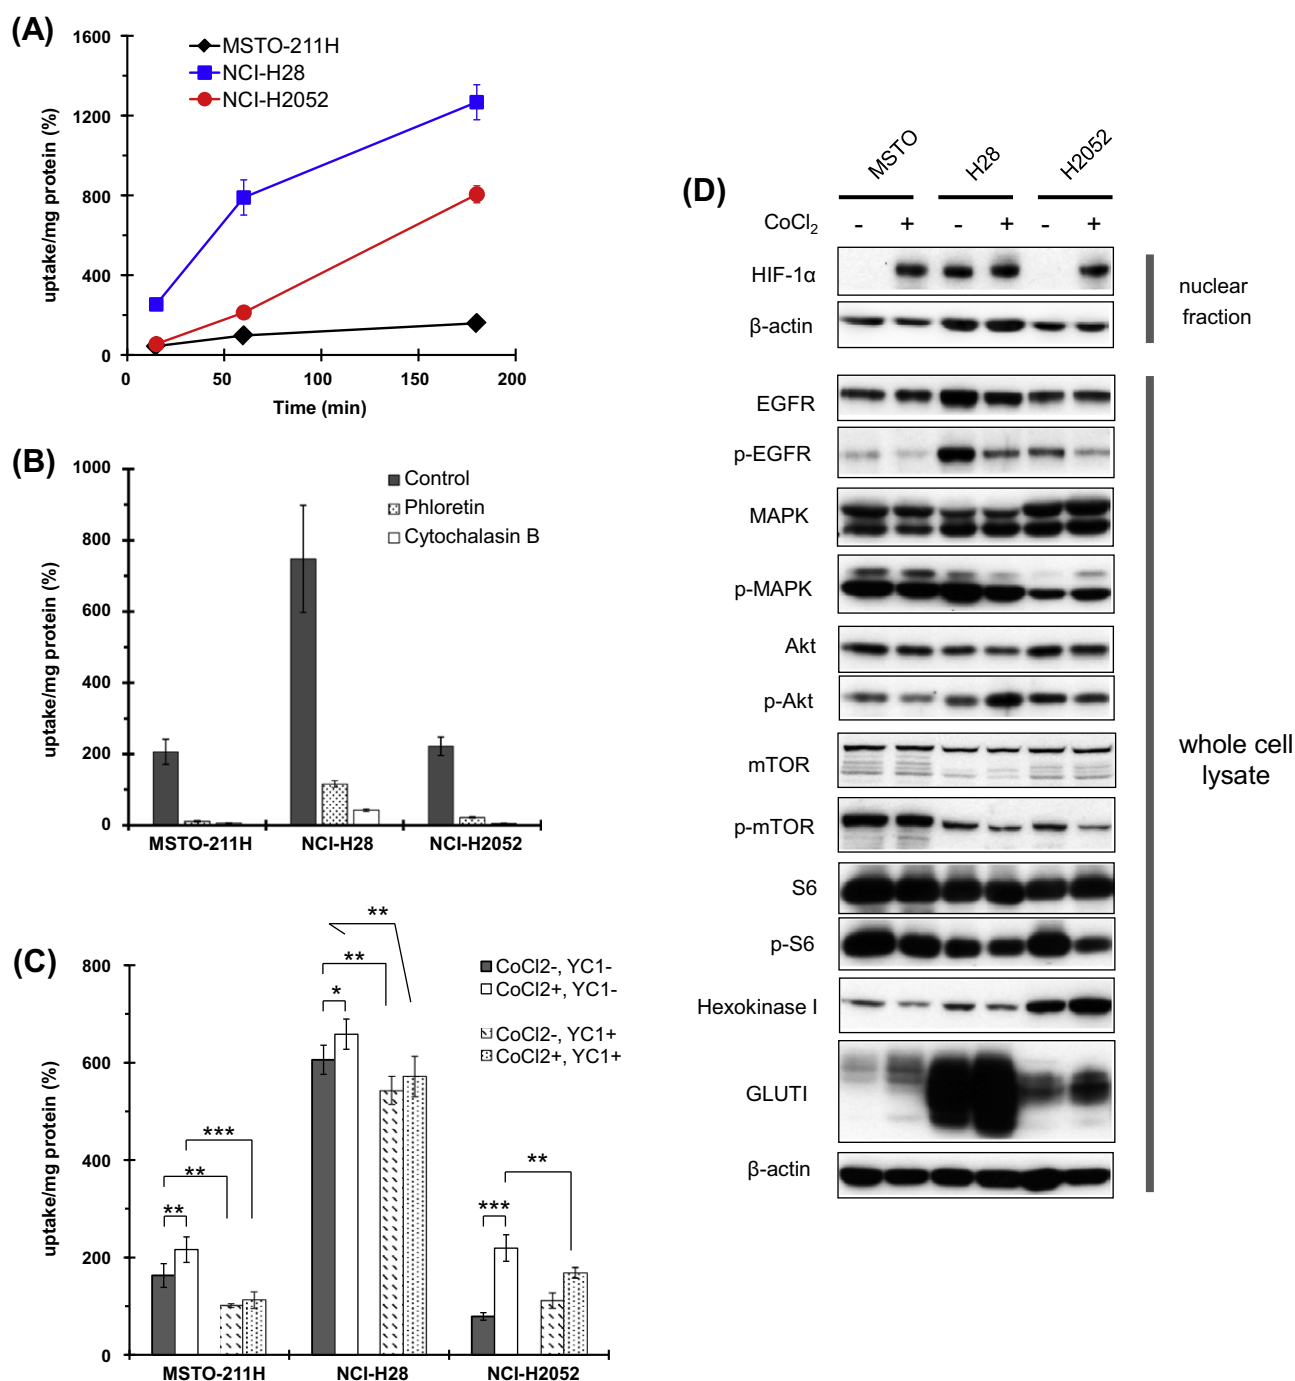 (A)
1600
1200
800
400
0
uptake/mg protein (%)
MSTO-211H
NCI-H28
NCI-H2052
0 50 100 150 200
Time (min)
(B)
1000
800
600
400
200
0
uptake/mg protein (%)
Control
Phloretin
Cytochalasin B
MSTO-211H NCI-H28 NCI-H2052
(C)
800
600
400
200
0
uptake/mg protein (%)
CoCl2-, YC1-
CoCl2+, YC1-
CoCl2-, YC1+
CoCl2+, YC1+
**
**
*
***
**
**
**
***
MSTO-211H NCI-H28 NCI-H2052
(D)
MSTO H28 H2052
CoCl2 - + - + - +
HIF-1α
β-actin
nuclear
fraction
EGFR
p-EGFR
MAPK
p-MAPK
Akt
p-Akt
mTOR
p-mTOR
S6
p-S6
Hexokinase I
GLUTI
β-actin
whole cell
lysate